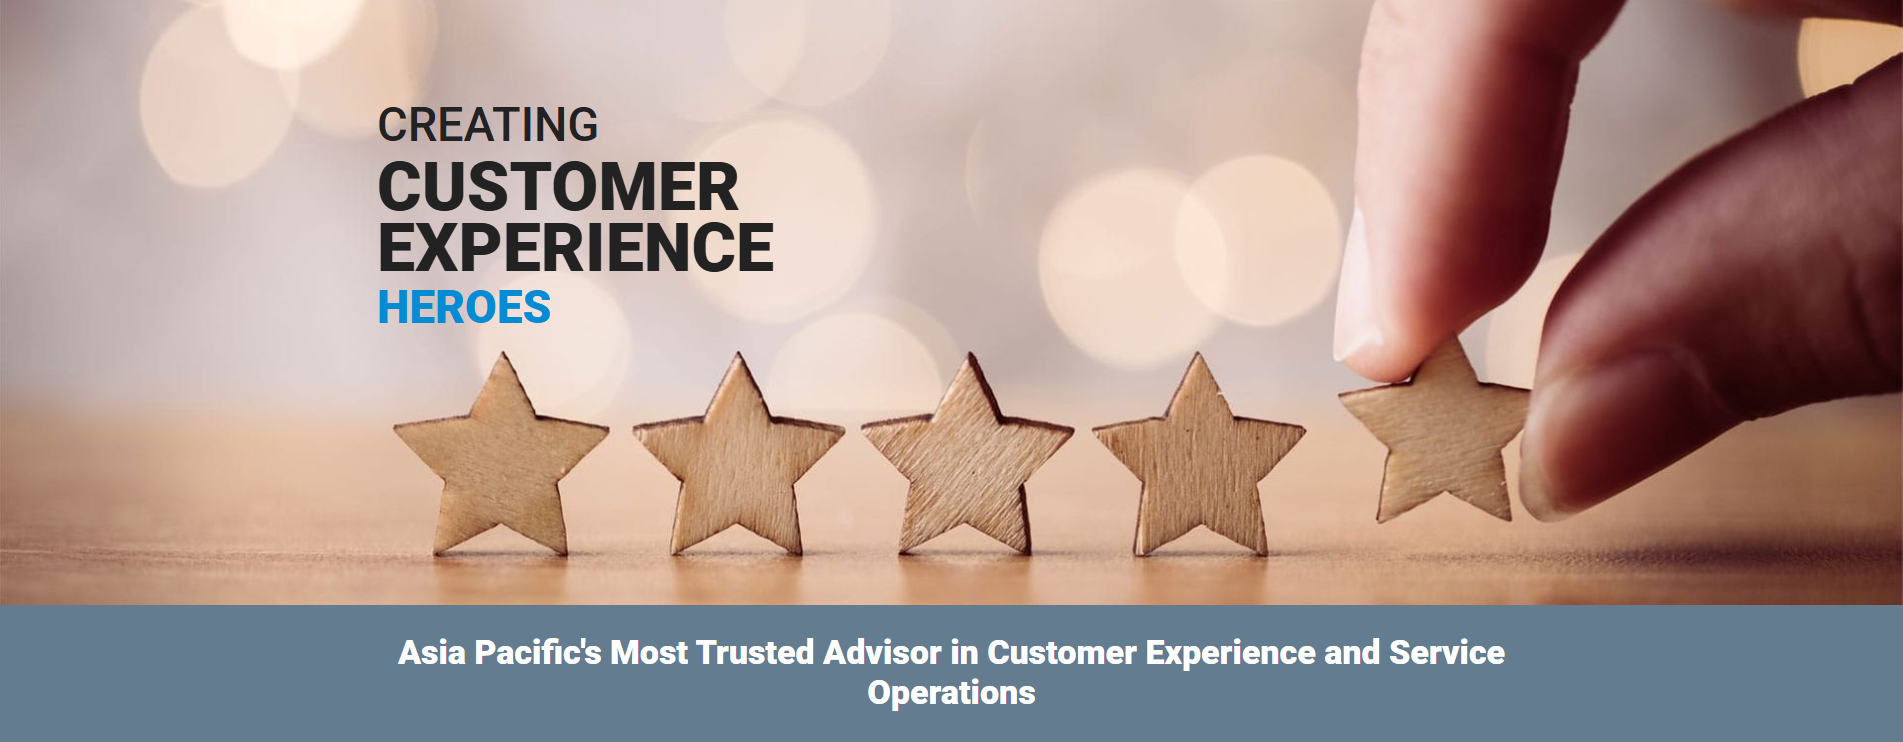 CREATING
CUSTOMER
EXPERIENCE
HEROES
Asia Pacific's Most Trusted Advisor in Customer Experience and Service
Operations